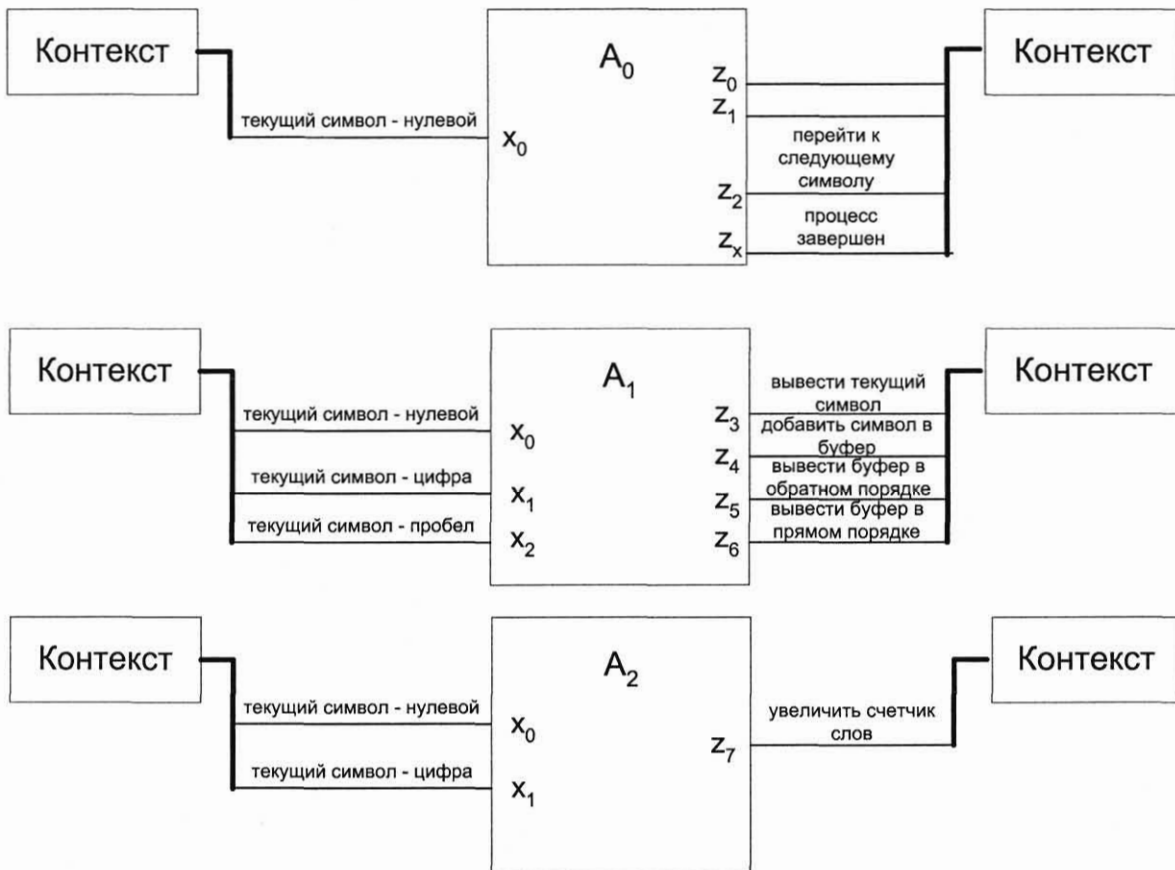 Контекст
A0
Контекст
z0
z1
текущий символ - нулевой
x0
перейти к
следующему
символу
z2
процесс
завершен
zx
Контекст
A1
Контекст
вывести текущий
символ
текущий символ - нулевой
x0
z3
добавить символ в
буфер
z4
вывести буфер в
обратном порядке
текущий символ - цифра
x1
z5
вывести буфер в
прямом порядке
текущий символ - пробел
x2
z6
Контекст
A2
Контекст
текущий символ - нулевой
x0
увеличить счетчик
слов
z7
текущий символ - цифра
x1